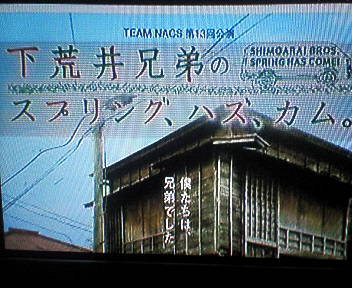 TEAM NACS 第13回公演
下荒井兄弟の
SHIMOARAI BROS.
SPRING HAS COME!
スプリング、ハズ、カム。
僕たちは、
兄弟でした